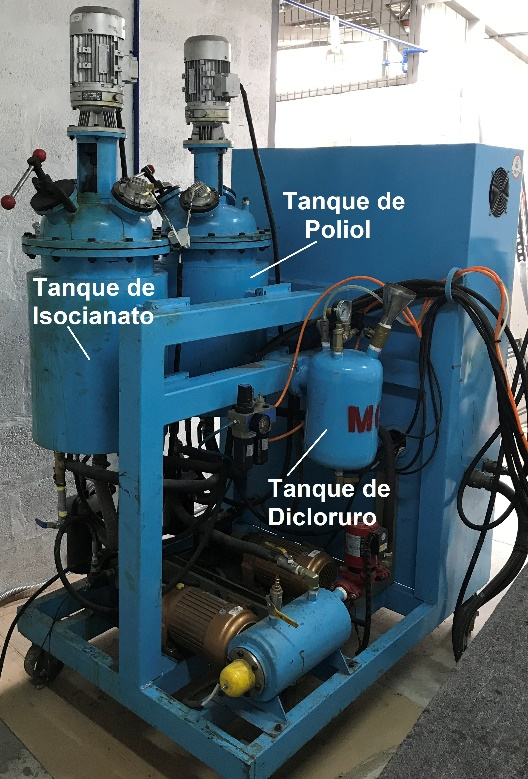 Tanque de
Poliol
Tanque de
Isocianato
MC
Tanque de
Dicloruro